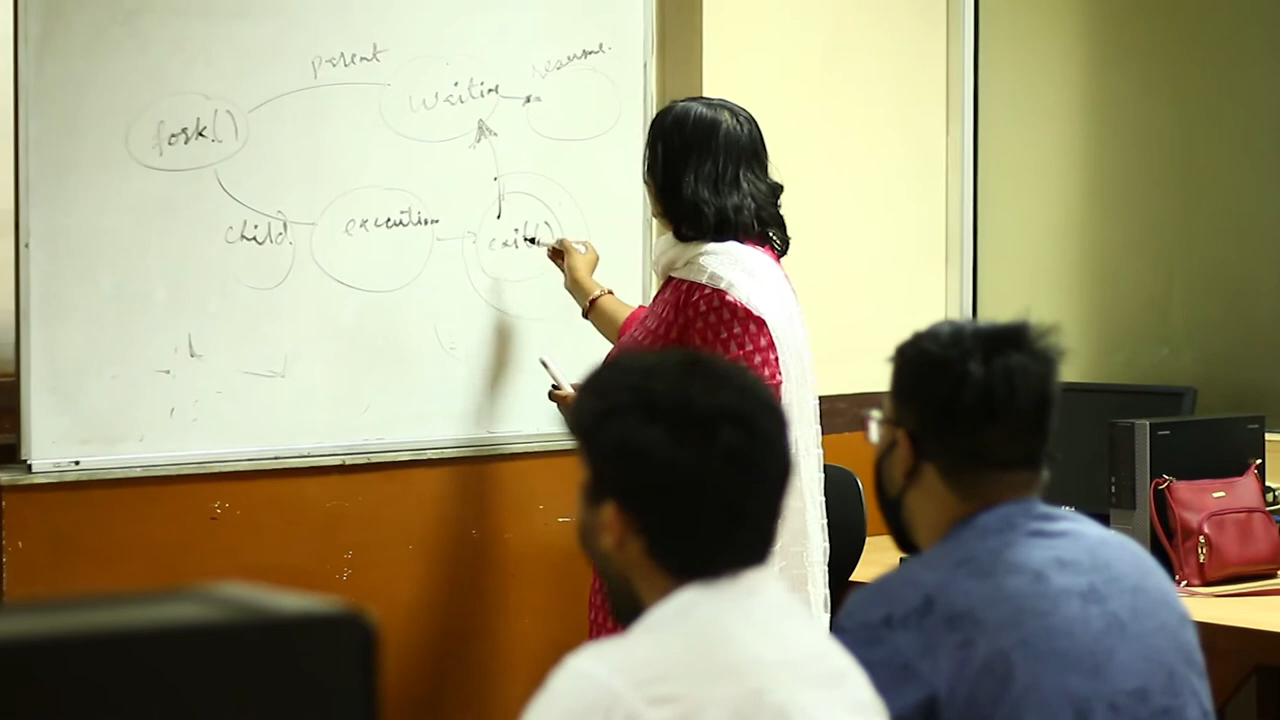 parent
resume.
waiting
fork()
child.
execution
exit()